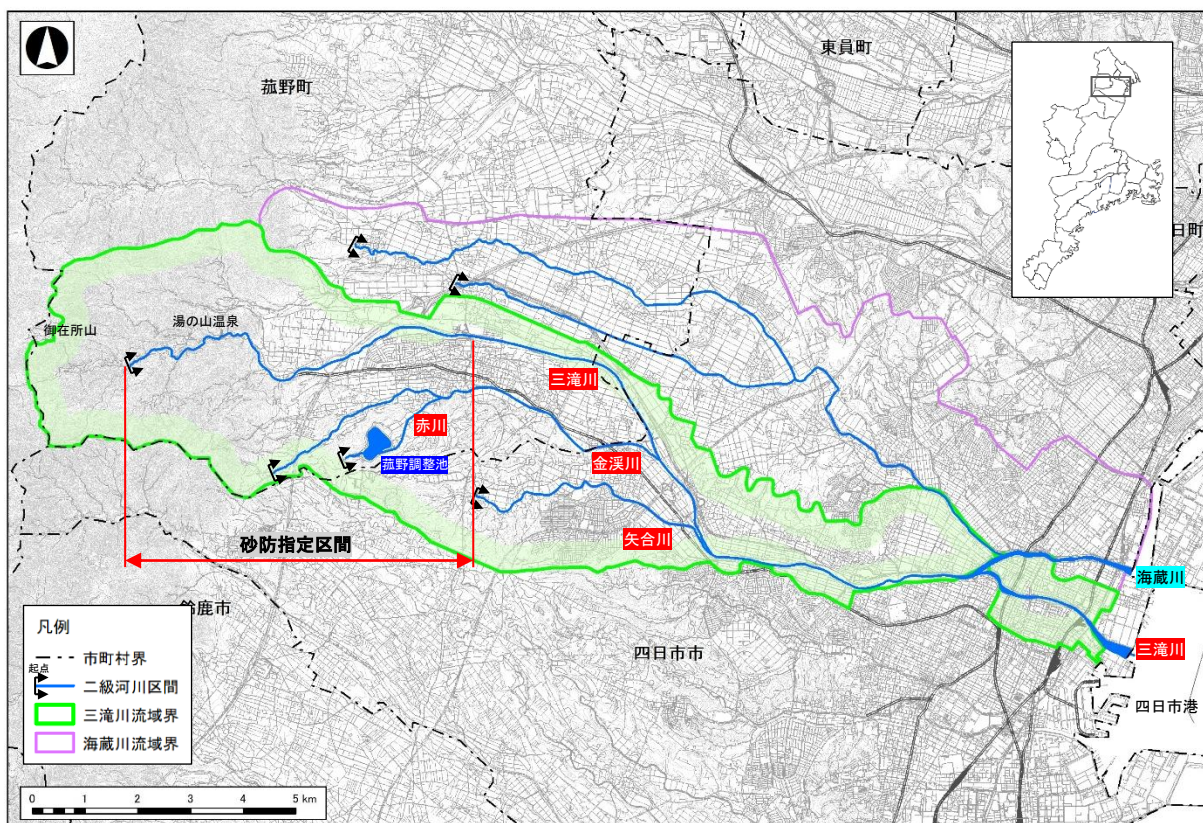 東員町
菰野町
日町
御在所山
湯の山温泉
三滝川
赤川
菰野調整池
金渓川
矢合川
砂防指定区間
海蔵川
鈴鹿市
四日市市
三滝川
四日市港
凡例
市町村界
起点
二級河川区間
三滝川流域界
海蔵川流域界
0 1 2 3 4 5 km